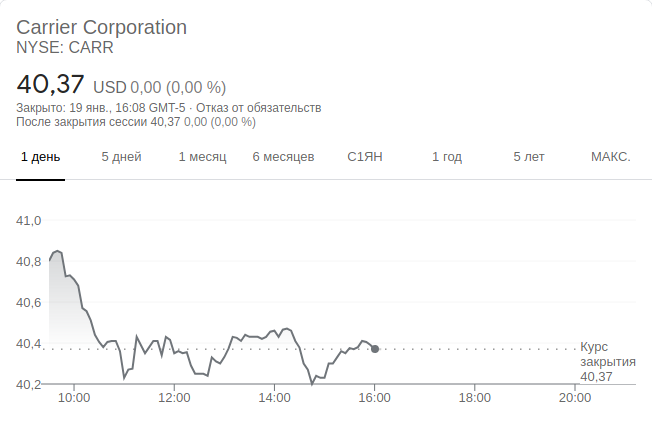 Carrier Corporation
NYSE: CARR
40,37 USD 0,00 (0,00 %)
Закрыто: 19 янв., 16:08 GMT-5 · Отказ от обязательств
После закрытия сессии 40,37 0,00 (0,00 %)
1 день 5 дней 1 месяц 6 месяцев С1ЯН 1 год 5 лет МАКС.
41,0
40,8
40,6
40,4
Курс
закрытия
40,37
40,2
10:00 12:00 14:00 16:00 18:00 20:00